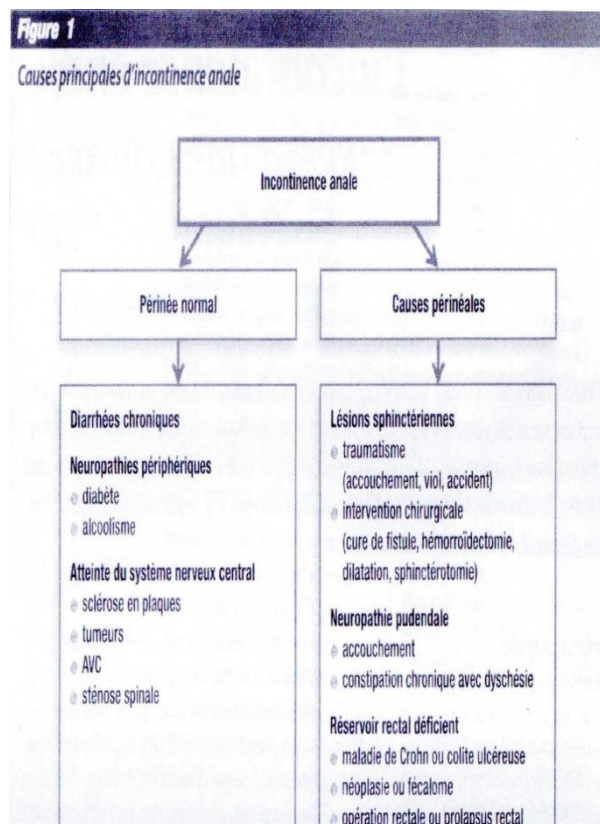 Figure 1
Causes principales d'incontinence anale
Incontinence anale
Périnée normal
Causes périnéales
Diarrhées chroniques
Neuropathies périphériques
diabète
alcoolisme
Atteinte du système nerveux central
sclérose en plaques
tumeurs
AVC
sténose spinale
Lésions sphinctériennes
traumatisme
(accouchement, viol, accident)
intervention chirurgicale
(cure de fistule, hémorroïdectomie,
dilatation, sphinctérotomie)
Neuropathie pudendale
accouchement
constipation chronique avec dyschésie
Réservoir rectal déficient
maladie de Crohn ou colite ulcéreuse
néoplasie ou fécalome
opération rectale ou prolapsus rectal